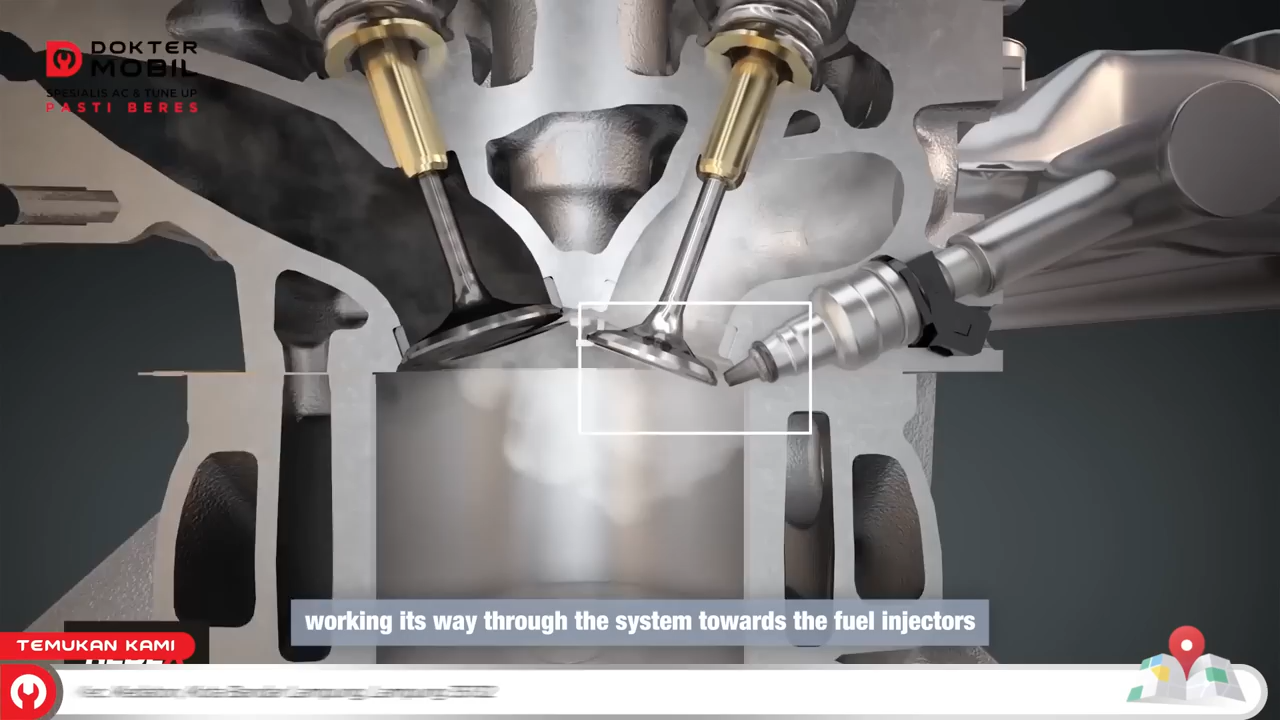 DOKTER
MOBIL
SPESIALIS AC & TUNE UP
PASTI BERES
working its way through the system towards the fuel injectors
TEMUKAN KAMI